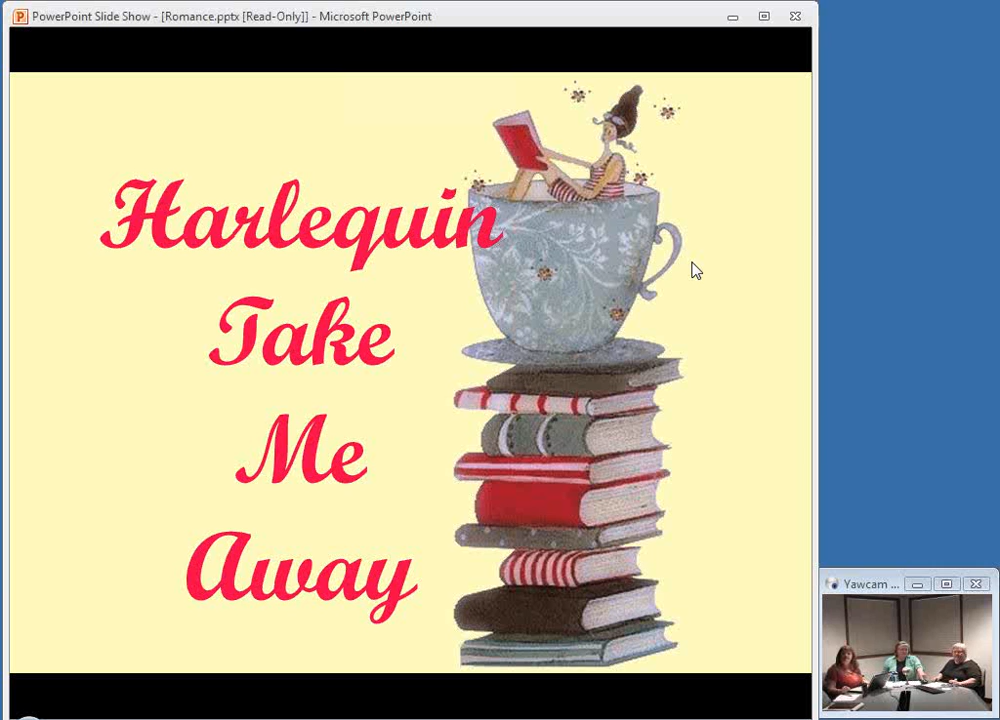 PowerPoint Slide Show - [Romance.pptx [Read-Only]] - Microsoft PowerPoint
Harlequin
Take
Me
Away
Yawcam ...